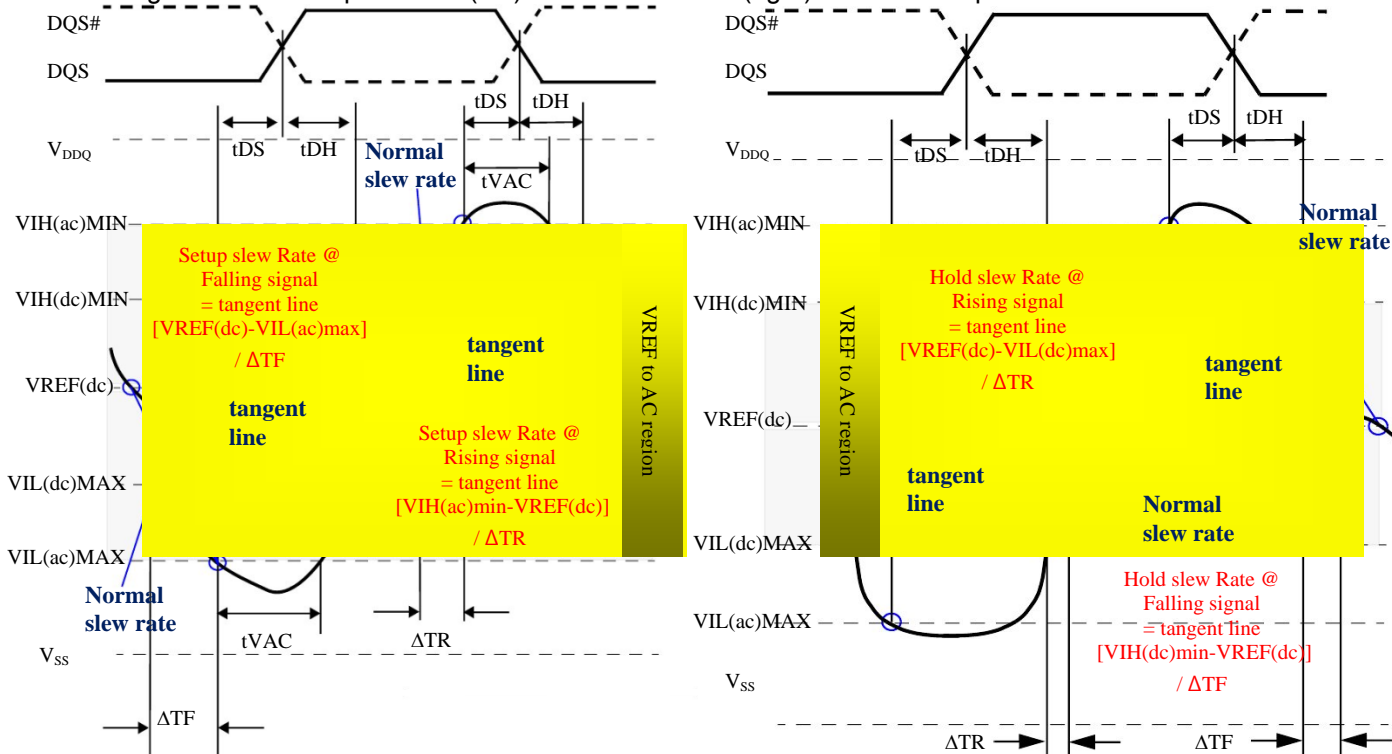 DQS#
DQS
tDS
tDH
tDS
tDH
VDDQ
Normal
slew rate
tVAC
VIH(ac)MIN
Setup slew Rate @
Falling signal
= tangent line
[VREF(dc)-VIL(ac)max]
/ ΔTF
VIH(dc)MIN
tangent
line
VREF to AC region
VREF(dc)
tangent
line
Setup slew Rate @
Rising signal
= tangent line
[VIH(ac)min-VREF(dc)]
/ ΔTR
VIL(dc)MAX
VIL(ac)MAX
Normal
slew rate
tVAC
ΔTR
VSS
ΔTF
DQS#
DQS
tDS
tDH
tDS
tDH
VDDQ
VIH(ac)MIN
Normal
slew rate
Hold slew Rate @
Rising signal
= tangent line
[VREF(dc)-VIL(dc)max]
/ ΔTR
VIH(dc)MIN
VREF to AC region
tangent
line
VREF(dc)
tangent
line
Normal
slew rate
VIL(dc)MAX
Hold slew Rate @
Falling signal
= tangent line
[VIH(dc)min-VREF(dc)]
/ ΔTF
VIL(ac)MAX
VSS
ΔTR
ΔTF